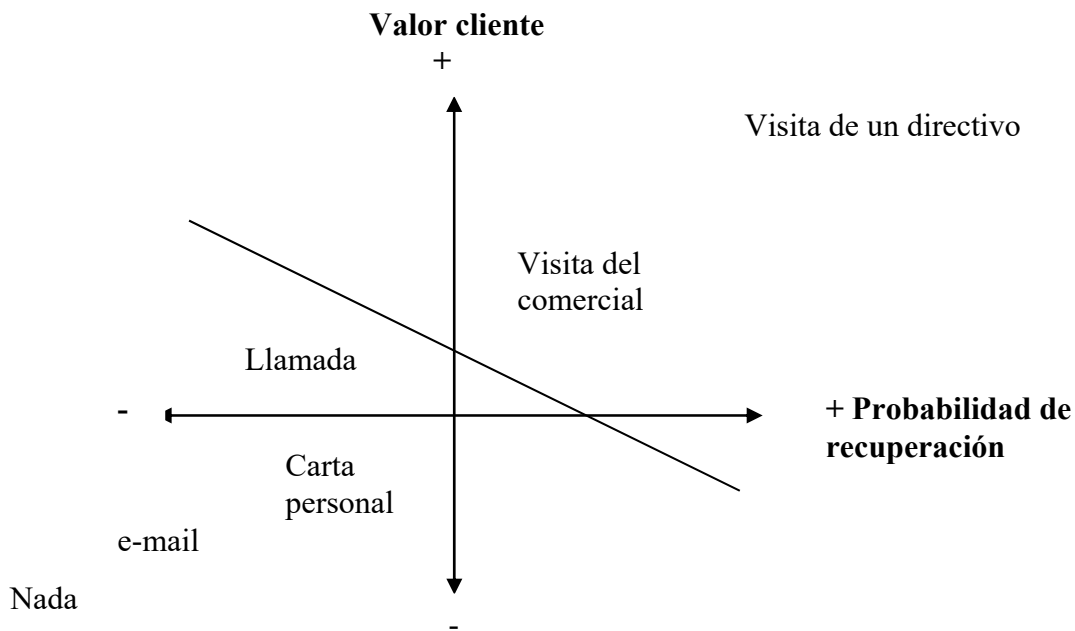 Valor cliente
+
Visita de un directivo
Visita del
comercial
Llamada
-
+ Probabilidad de
recuperación
Carta
personal
e-mail
Nada
-